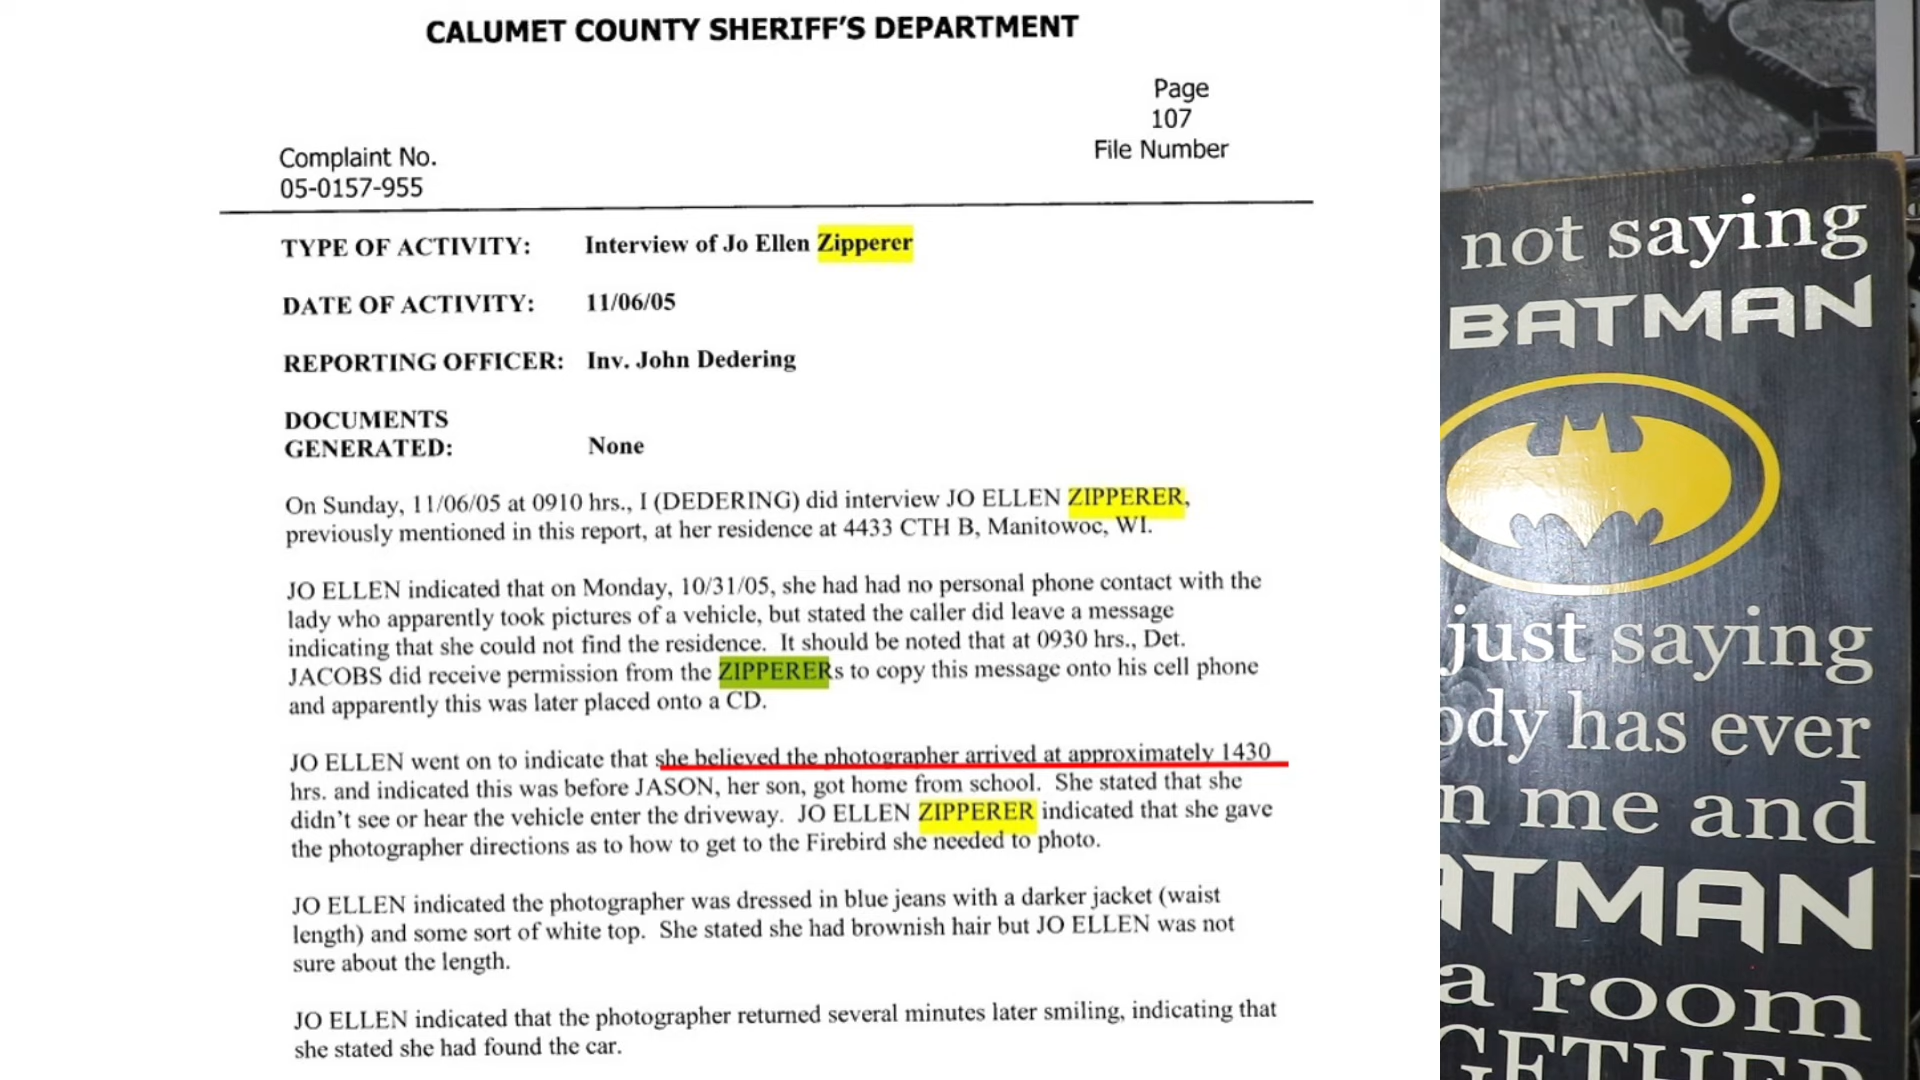 CALUMET COUNTY SHERIFF'S DEPARTMENT
Page
107
File Number
Complaint No.
05-0157-955
TYPE OF ACTIVITY: Interview of Jo Ellen Zipperer
DATE OF ACTIVITY: 11/06/05
REPORTING OFFICER: Inv. John Dedering
DOCUMENTS
GENERATED: None
On Sunday, 11/06/05 at 0910 hrs., I (DEDERING) did interview JO ELLEN ZIPPERER,
previously mentioned in this report, at her residence at 4433 CTH B, Manitowoc, WI.
JO ELLEN indicated that on Monday, 10/31/05, she had had no personal phone contact with the
lady who apparently took pictures of a vehicle, but stated the caller did leave a message
indicating that she could not find the residence. It should be noted that at 0930 hrs., Det.
JACOBS did receive permission from the ZIPPERERs to copy this message onto his cell phone
and apparently this was later placed onto a CD.
JO ELLEN went on to indicate that she believed the photographer arrived at approximately 1430
hrs. and indicated this was before JASON, her son, got home from school. She stated that she
didn't see or hear the vehicle enter the driveway. JO ELLEN ZIPPERER indicated that she gave
the photographer directions as to how to get to the Firebird she needed to photo.
JO ELLEN indicated the photographer was dressed in blue jeans with a darker jacket (waist
length) and some sort of white top. She stated she had brownish hair but JO ELLEN was not
sure about the length.
JO ELLEN indicated that the photographer returned several minutes later smiling, indicating that
she stated she had found the car.
not saying
BATMAN
just saying
ody has ever
n me and
ATMAN
a room
GETHER